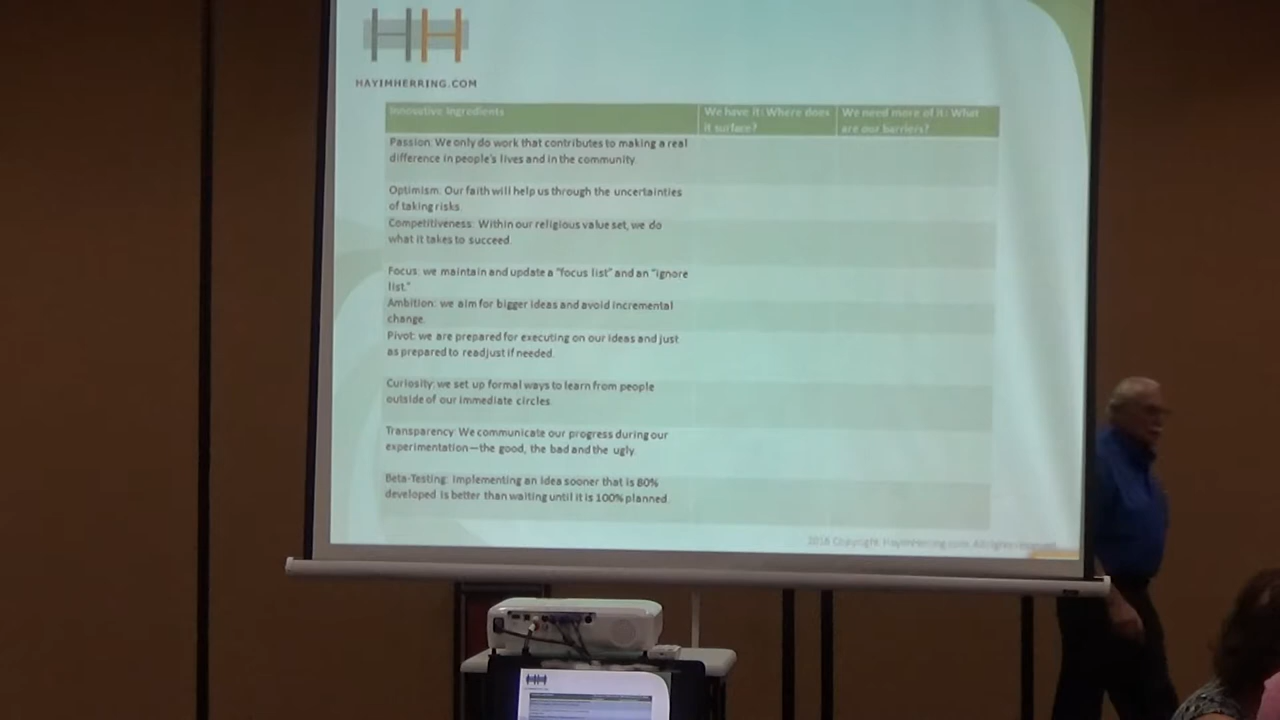 HH
HAYIMHERRING.COM
Innovative Ingredients
We have it: Where does
it surface?
We need more of it: What
are our barriers?
Passion: We only do work that contributes to making a real
difference in people's lives and in the community.
Optimism: Our faith will help us through the uncertainties
of taking risks.
Competitiveness: Within our religious value set, we do
what it takes to succeed.
Focus: we maintain and update a "focus list" and an "ignore
list."
Ambition: we aim for bigger ideas and avoid incremental
change.
Pivot: we are prepared for executing on our ideas and just
as prepared to readjust if needed.
Curiosity: we set up formal ways to learn from people
outside of our immediate circles.
Transparency: We communicate our progress during our
experimentation—the good, the bad and the ugly.
Beta-Testing: Implementing an idea sooner that is 80%
developed is better than waiting until it is 100% planned.
Copyright HayimHerring.com